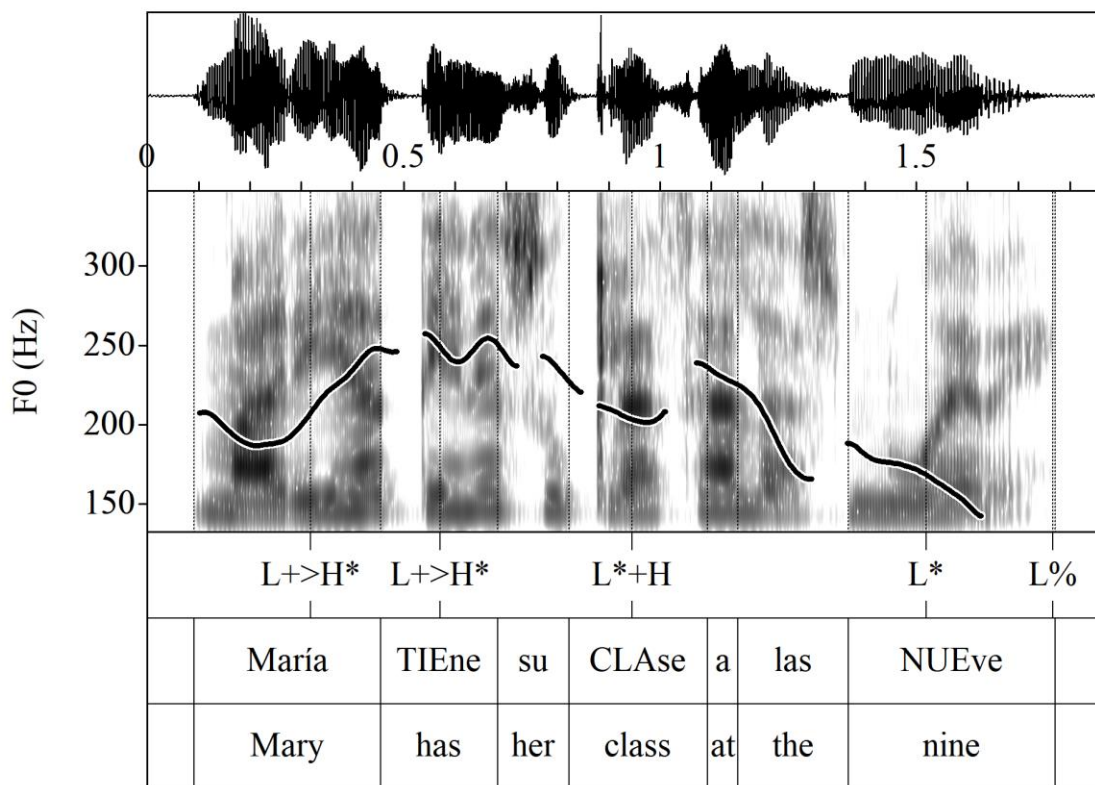 0 0.5 1 1.5
F0 (Hz)
300
250
200
150
L+>H* L+>H* L*+H L* L%
María TIEne su CLAse a las NUEve
Mary has her class at the nine